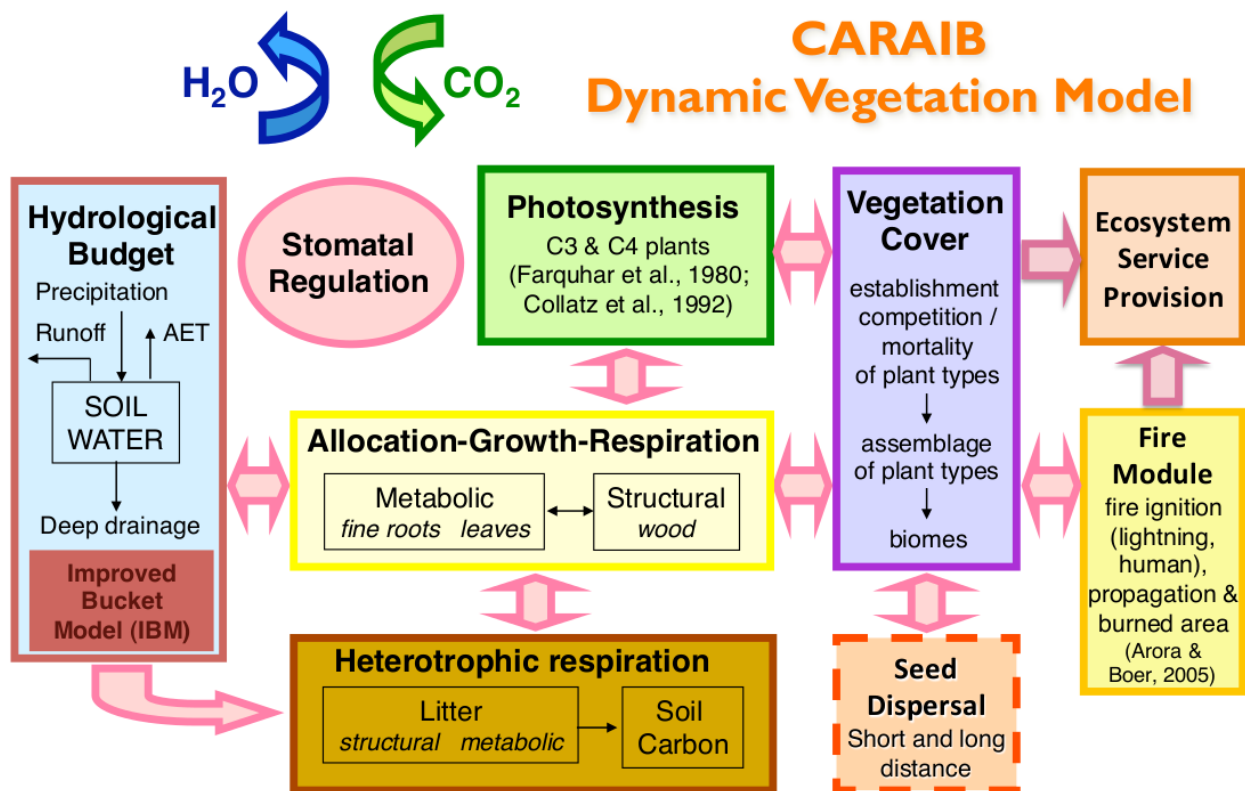 CARAIB
Dynamic Vegetation Model
H₂O
CO₂
Hydrological
Budget
Precipitation
Runoff
AET
SOIL
WATER
Deep drainage
Improved
Bucket
Model (IBM)
Stomatal
Regulation
Photosynthesis
C3 & C4 plants
(Farquhar et al., 1980;
Collatz et al., 1992)
Allocation-Growth-Respiration
Metabolic
fine roots leaves
Structural
wood
Heterotrophic respiration
Litter
structural metabolic
Soil
Carbon
Vegetation
Cover
establishment
competition /
mortality
of plant types
assemblage
of plant types
biomes
Seed
Dispersal
Short and long
distance
Ecosystem
Service
Provision
Fire
Module
fire ignition
(lightning,
human),
propagation &
burned area
(Arora &
Boer, 2005)